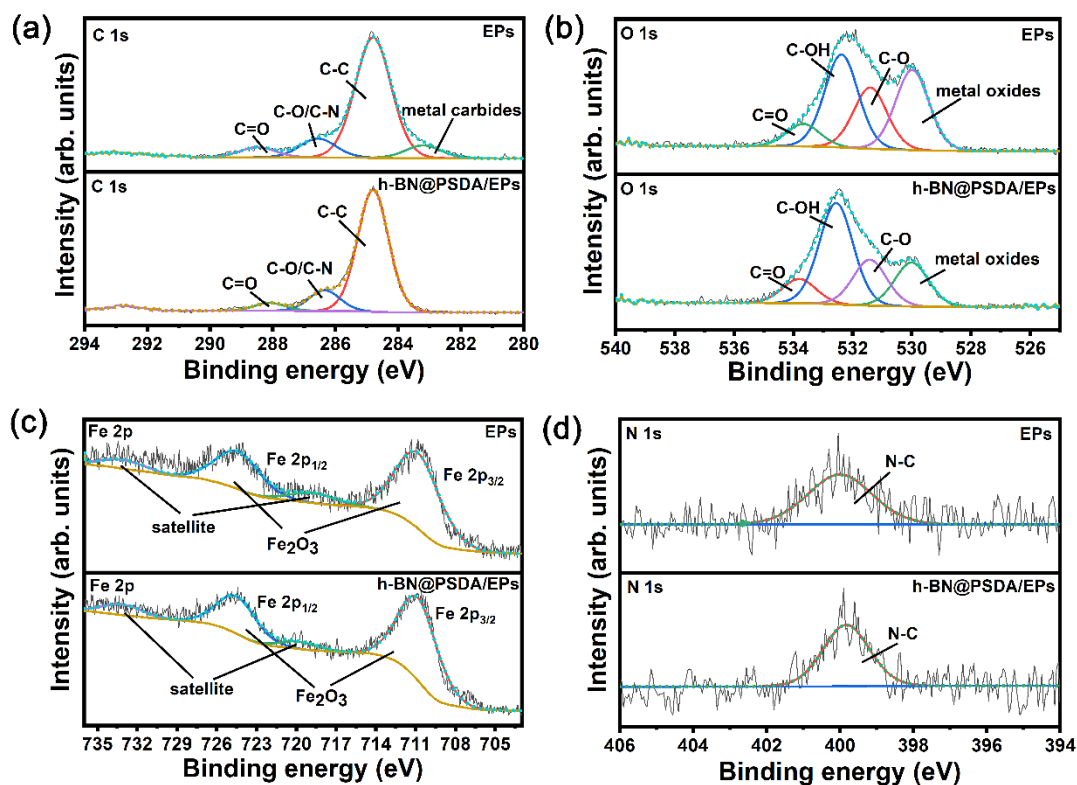 (a)
C 1s
EPs
C-C
C-O/C-N
C=O
metal carbides
C 1s
h-BN@PSDA/EPs
C-C
C-O/C-N
C=O
294 292 290 288 286 284 282 280
Binding energy (eV)
Intensity (arb. units)
(b)
O 1s
EPs
C-OH
C-O
C=O
metal oxides
O 1s
h-BN@PSDA/EPs
C-OH
C-O
C=O
metal oxides
540 538 536 534 532 530 528 526
Binding energy (eV)
Intensity (arb. units)
(c)
Fe 2p
EPs
Fe 2p1/2
Fe 2p3/2
satellite
Fe2O3
Fe 2p
h-BN@PSDA/EPs
Fe 2p1/2
Fe 2p3/2
satellite
Fe2O3
735 732 729 726 723 720 717 714 711 708 705
Binding energy (eV)
Intensity (arb. units)
(d)
N 1s
EPs
N-C
N 1s
h-BN@PSDA/EPs
N-C
406 404 402 400 398 396 394
Binding energy (eV)
Intensity (arb. units)